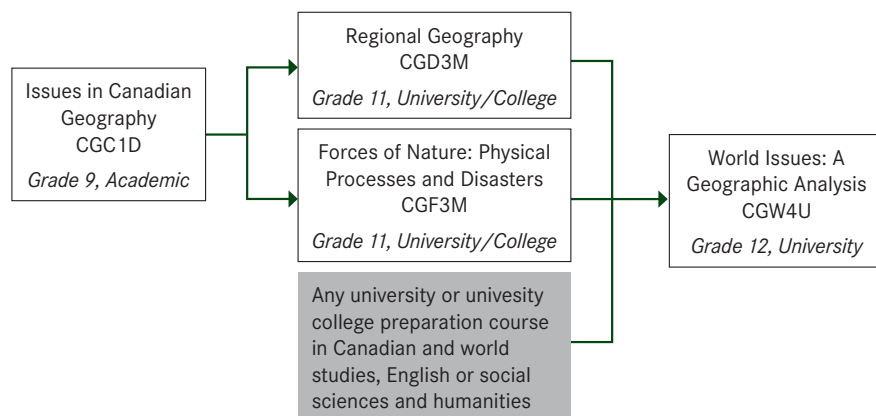 Issues in Canadian
Geography
CGC1D
Grade 9, Academic
Regional Geography
CGD3M
Grade 11, University/College
Forces of Nature: Physical
Processes and Disasters
CGF3M
Grade 11, University/College
Any university or univesity
college preparation course
in Canadian and world
studies, English or social
sciences and humanities
World Issues: A
Geographic Analysis
CGW4U
Grade 12, University